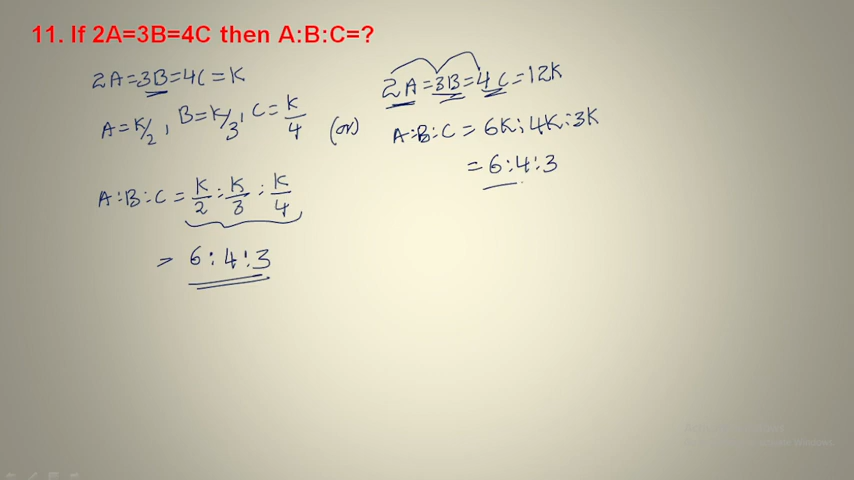 11. If 2A=3B=4C then A:B:C=?
2A=3B=4C=K
A=K/2, B=K/3, C=K/4
A:B:C = K/2 : K/3 : K/4
= 6:4:3
(or)
2A=3B=4C=12K
A:B:C = 6K:4K:3K
= 6:4:3